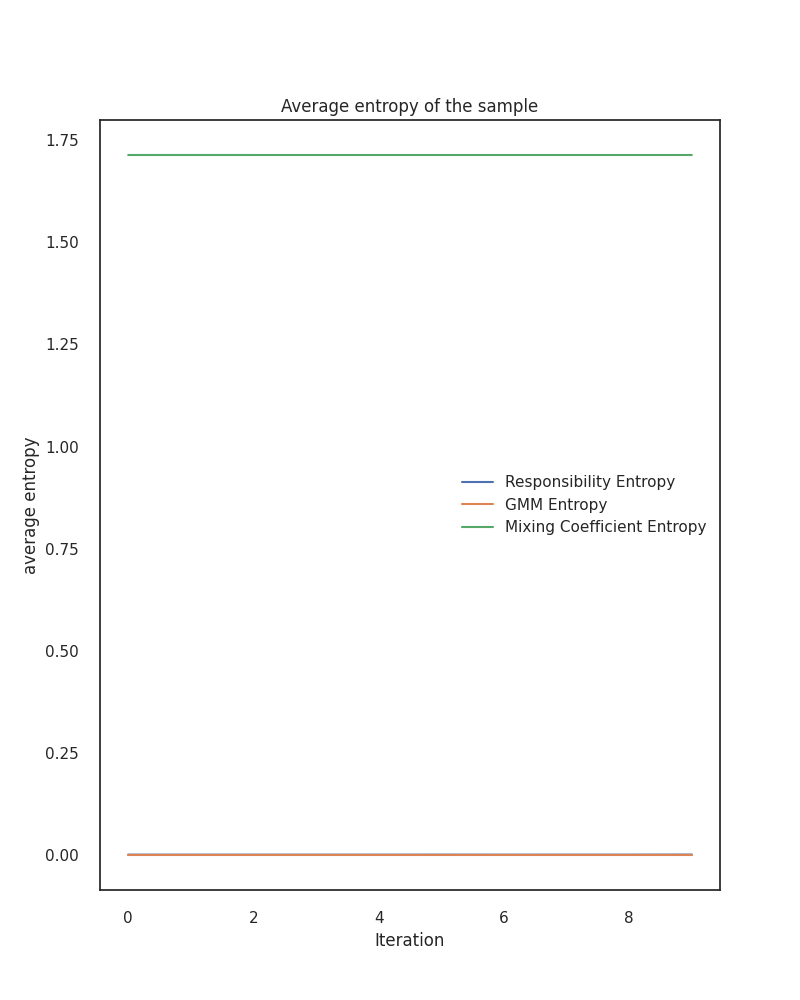 Average entropy of the sample
1.75
1.50
1.25
1.00
0.75
0.50
0.25
0.00
average entropy
Responsibility Entropy
GMM Entropy
Mixing Coefficient Entropy
0 2 4 6 8
Iteration